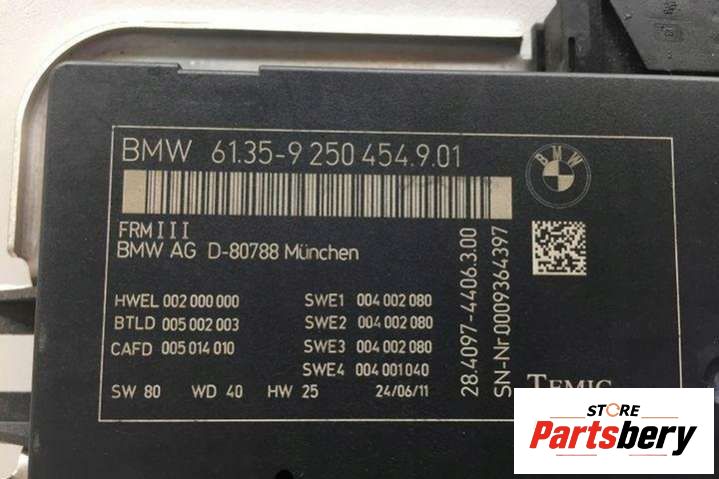 BMW 61.35-9 250 454.9.01
BMW
FRM III
BMW AG D-80788 München
HWEL 002 000 000
BTLD 005 002 003
CAFD 005 014 010
SWE1 004 002 080
SWE2 004 002 080
SWE3 004 002 080
SWE4 004 001 040
SW 80 WD 40 HW 25 24/06/11
28.4097-4406.3.00
SN-Nr.0009364397
TEMIC
STORE
Partsbery